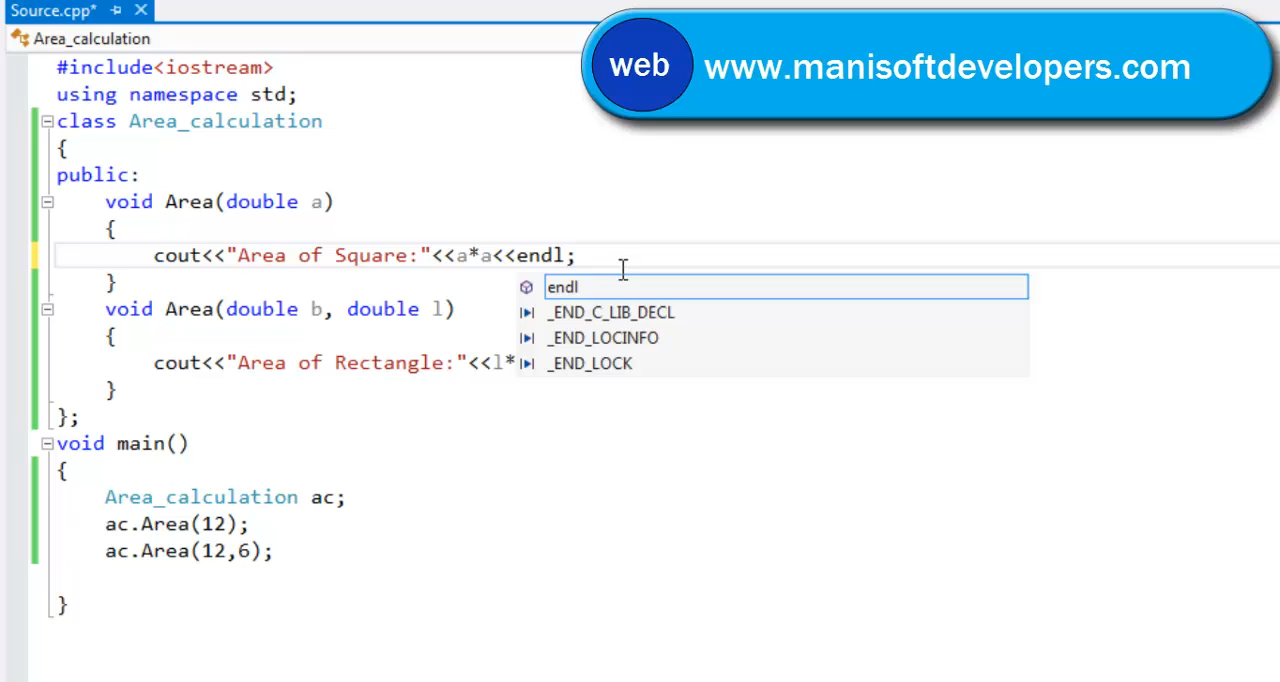 Source.cpp*
Area_calculation
web
www.manisoftdevelopers.com
#include<iostream>
using namespace std;
class Area_calculation
{
public:
void Area(double a)
{
cout<<"Area of Square:"<<a*a<<endl;
}
endl
_END_C_LIB_DECL
_END_LOCINFO
_END_LOCK
void Area(double b, double l)
{
cout<<"Area of Rectangle:"<<l*
}
};
void main()
{
Area_calculation ac;
ac.Area(12);
ac.Area(12,6);
}